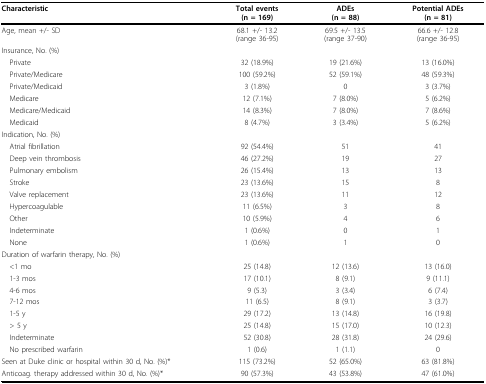 Characteristic Total events (n = 169) ADEs (n = 88) Potential ADEs (n = 81)
Age, mean +/- SD 68.1 +/- 13.2 (range 36-95) 69.5 +/- 13.5 (range 37-90) 66.6 +/- 12.8 (range 36-95)
Insurance, No. (%)
Private 32 (18.9%) 19 (21.6%) 13 (16.0%)
Private/Medicare 100 (59.2%) 52 (59.1%) 48 (59.3%)
Private/Medicaid 3 (1.8%) 0 3 (3.7%)
Medicare 12 (7.1%) 7 (8.0%) 5 (6.2%)
Medicare/Medicaid 14 (8.3%) 7 (8.0%) 7 (8.6%)
Medicaid 8 (4.7%) 3 (3.4%) 5 (6.2%)
Indication, No. (%)
Atrial fibrillation 92 (54.4%) 51 41
Deep vein thrombosis 46 (27.2%) 19 27
Pulmonary embolism 26 (15.4%) 13 13
Stroke 23 (13.6%) 15 8
Valve replacement 23 (13.6%) 11 12
Hypercoagulable 11 (6.5%) 3 8
Other 10 (5.9%) 4 6
Indeterminate 1 (0.6%) 0 1
None 1 (0.6%) 1 0
Duration of warfarin therapy, No. (%)
<1 mo 25 (14.8) 12 (13.6) 13 (16.0)
1-3 mos 17 (10.1) 8 (9.1) 9 (11.1)
4-6 mos 9 (5.3) 3 (3.4) 6 (7.4)
7-12 mos 11 (6.5) 8 (9.1) 3 (3.7)
1-5 y 29 (17.2) 13 (14.8) 16 (19.8)
> 5 y 25 (14.8) 15 (17.0) 10 (12.3)
Indeterminate 52 (30.8) 28 (31.8) 24 (29.6)
No prescribed warfarin 1 (0.6) 1 (1.1) 0
Seen at Duke clinic or hospital within 30 d, No. (%)* 115 (73.2%) 52 (65.0%) 63 (81.8%)
Anticoag. therapy addressed within 30 d, No. (%)* 90 (57.3%) 43 (53.8%) 47 (61.0%)